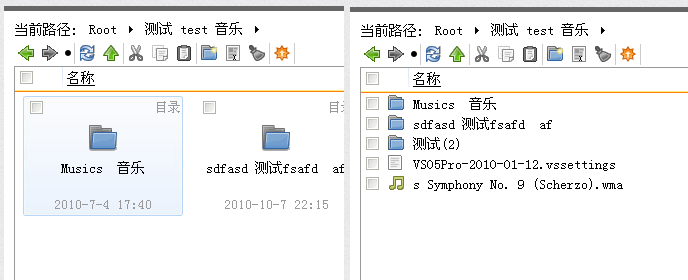 当前路径: Root 测试 test 音乐
名称
目录
Musics 音乐
sdfasd 测试fsafd af
2010-7-4 17:40
2010-10-7 22:15
当前路径: Root 测试 test 音乐
名称
Musics 音乐
sdfasd 测试fsafd af
测试(2)
VS05Pro-2010-01-12.vssettings
s Symphony No. 9 (Scherzo).wma